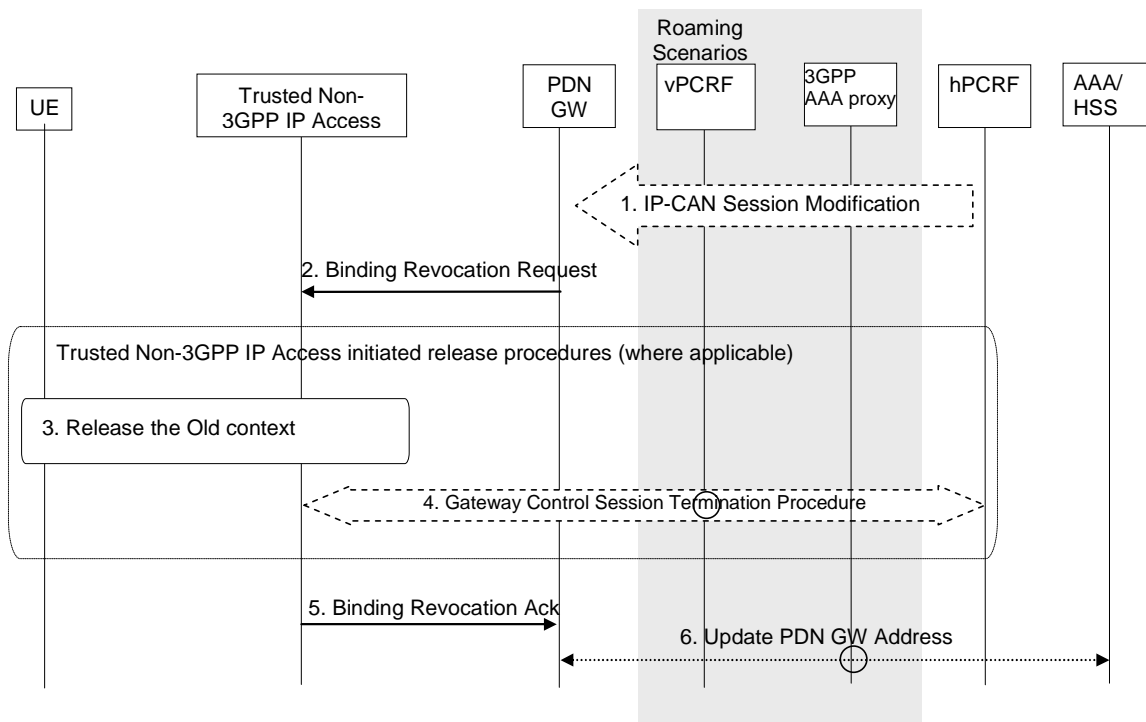 Roaming
Scenarios
UE
Trusted Non-
3GPP IP Access
PDN
GW
vPCRF
3GPP
AAA proxy
hPCRF
AAA/
HSS
1. IP-CAN Session Modification
2. Binding Revocation Request
Trusted Non-3GPP IP Access initiated release procedures (where applicable)
3. Release the Old context
4. Gateway Control Session Termination Procedure
5. Binding Revocation Ack
6. Update PDN GW Address